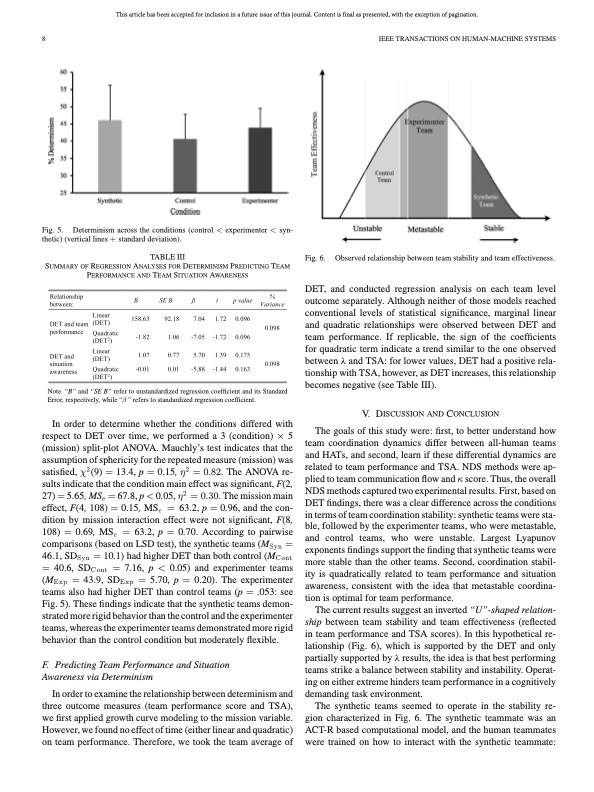 This article has been accepted for inclusion in a future issue of this journal. Content is final as presented, with the exception of pagination.
8
IEEE TRANSACTIONS ON HUMAN-MACHINE SYSTEMS
60
55
50
45
40
35
30
25
% Determinism
Synthetic
Control
Experimenter
Condition
Fig. 5. Determinism across the conditions (control < experimenter < syn-
thetic) (vertical lines + standard deviation).
TABLE III
SUMMARY OF REGRESSION ANALYSES FOR DETERMINISM PREDICTING TEAM
PERFORMANCE AND TEAM SITUATION AWARENESS
Relationship between: B SE B β t p value % Variance
DET and team performance Linear (DET) 158.63 92.18 7.04 1.72 0.096 0.098
Quadratic (DET²) -1.82 1.06 -7.05 -1.72 0.096
DET and situation awareness Linear (DET) 1.07 0.77 5.70 1.39 0.175 0.098
Quadratic (DET²) -0.01 0.01 -5.88 -1.44 0.163
Note. "B" and "SE B" refer to unstandardized regression coefficient and its Standard
Error, respectively, while "β" refers to standardized regression coefficient.
In order to determine whether the conditions differed with
respect to DET over time, we performed a 3 (condition) × 5
(mission) split-plot ANOVA. Mauchly's test indicates that the
assumption of sphericity for the repeated measure (mission) was
satisfied, χ²(9) = 13.4, p = 0.15, η² = 0.82. The ANOVA re-
sults indicate that the condition main effect was significant, F(2,
27) = 5.65, MSₑ = 67.8, p < 0.05, η² = 0.30. The mission main
effect, F(4, 108) = 0.15, MSₑ = 63.2, p = 0.96, and the con-
dition by mission interaction effect were not significant, F(8,
108) = 0.69, MSₑ = 63.2, p = 0.70. According to pairwise
comparisons (based on LSD test), the synthetic teams (M_Syn =
46.1, SD_Syn = 10.1) had higher DET than both control (M_Cont
= 40.6, SD_Cont = 7.16, p < 0.05) and experimenter teams
(M_Exp = 43.9, SD_Exp = 5.70, p = 0.20). The experimenter
teams also had higher DET than control teams (p = .053: see
Fig. 5). These findings indicate that the synthetic teams demon-
strated more rigid behavior than the control and the experimenter
teams, whereas the experimenter teams demonstrated more rigid
behavior than the control condition but moderately flexible.
F. Predicting Team Performance and Situation
Awareness via Determinism
In order to examine the relationship between determinism and
three outcome measures (team performance score and TSA),
we first applied growth curve modeling to the mission variable.
However, we found no effect of time (either linear and quadratic)
on team performance. Therefore, we took the team average of
Team Effectiveness
Experimenter
Team
Control
Team
Synthetic
Team
Unstable
Metastable
Stable
Fig. 6. Observed relationship between team stability and team effectiveness.
DET, and conducted regression analysis on each team level
outcome separately. Although neither of those models reached
conventional levels of statistical significance, marginal linear
and quadratic relationships were observed between DET and
team performance. If replicable, the sign of the coefficients
for quadratic term indicate a trend similar to the one observed
between λ and TSA: for lower values, DET had a positive rela-
tionship with TSA, however, as DET increases, this relationship
becomes negative (see Table III).
V. DISCUSSION AND CONCLUSION
The goals of this study were: first, to better understand how
team coordination dynamics differ between all-human teams
and HATs, and second, learn if these differential dynamics are
related to team performance and TSA. NDS methods were ap-
plied to team communication flow and κ score. Thus, the overall
NDS methods captured two experimental results. First, based on
DET findings, there was a clear difference across the conditions
in terms of team coordination stability: synthetic teams were sta-
ble, followed by the experimenter teams, who were metastable,
and control teams, who were unstable. Largest Lyapunov
exponents findings support the finding that synthetic teams were
more stable than the other teams. Second, coordination stabil-
ity is quadratically related to team performance and situation
awareness, consistent with the idea that metastable coordina-
tion is optimal for team performance.
The current results suggest an inverted "U"-shaped relation-
ship between team stability and team effectiveness (reflected
in team performance and TSA scores). In this hypothetical re-
lationship (Fig. 6), which is supported by the DET and only
partially supported by λ results, the idea is that best performing
teams strike a balance between stability and instability. Operat-
ing on either extreme hinders team performance in a cognitively
demanding task environment.
The synthetic teams seemed to operate in the stability re-
gion characterized in Fig. 6. The synthetic teammate was an
ACT-R based computational model, and the human teammates
were trained on how to interact with the synthetic teammate: